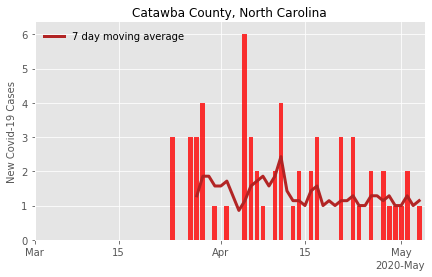 Catawba County, North Carolina
7 day moving average
New Covid-19 Cases
6
5
4
3
2
1
0
Mar 15 Apr 15 May
2020-May